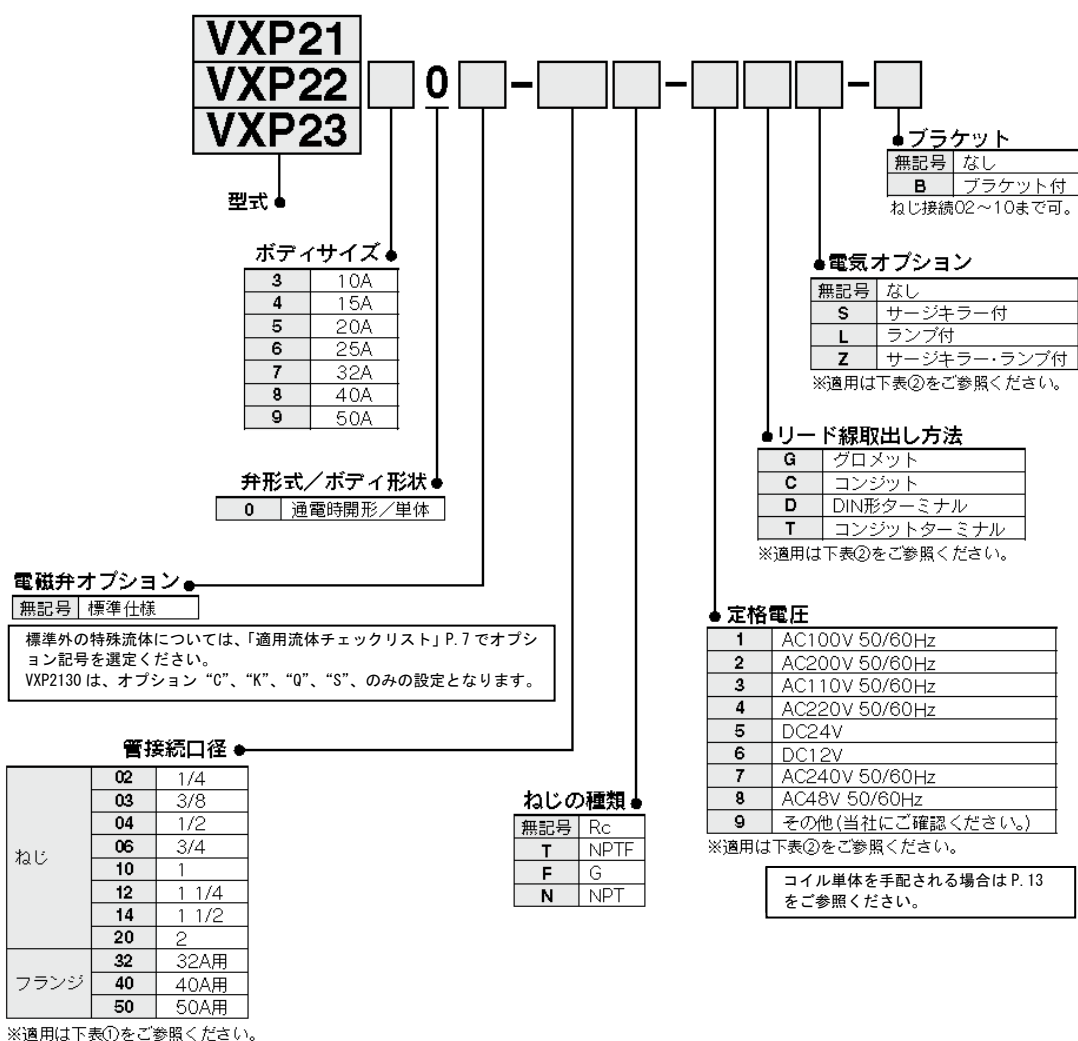 VXP21
VXP22 □ 0 □ - □ □ - □ □ □ - □
VXP23
型式
ブラケット
無記号 なし
B ブラケット付
ねじ接続02～10まで可。
ボディサイズ
3 10A
4 15A
5 20A
6 25A
7 32A
8 40A
9 50A
電気オプション
無記号 なし
S サージキラー付
L ランプ付
Z サージキラー・ランプ付
※適用は下表②をご参照ください。
リード線取出し方法
G グロメット
C コンジット
D DIN形ターミナル
T コンジットターミナル
※適用は下表②をご参照ください。
弁形式／ボディ形状
0 通電時開形／単体
電磁弁オプション
無記号 標準仕様
標準外の特殊流体については、「適用流体チェックリスト」P.7でオプシ
ョン記号を選定ください。
VXP2130は、オプション“C”、“K”、“Q”、“S”、のみの設定となります。
定格電圧
1 AC100V 50/60Hz
2 AC200V 50/60Hz
3 AC110V 50/60Hz
4 AC220V 50/60Hz
5 DC24V
6 DC12V
7 AC240V 50/60Hz
8 AC48V 50/60Hz
9 その他(当社にご確認ください。)
※適用は下表②をご参照ください。
コイル単体を手配される場合はP.13
をご参照ください。
管接続口径
ねじ
02 1/4
03 3/8
04 1/2
06 3/4
10 1
12 1 1/4
14 1 1/2
20 2
フランジ
32 32A用
40 40A用
50 50A用
※適用は下表①をご参照ください。
ねじの種類
無記号 Rc
T NPTF
F G
N NPT